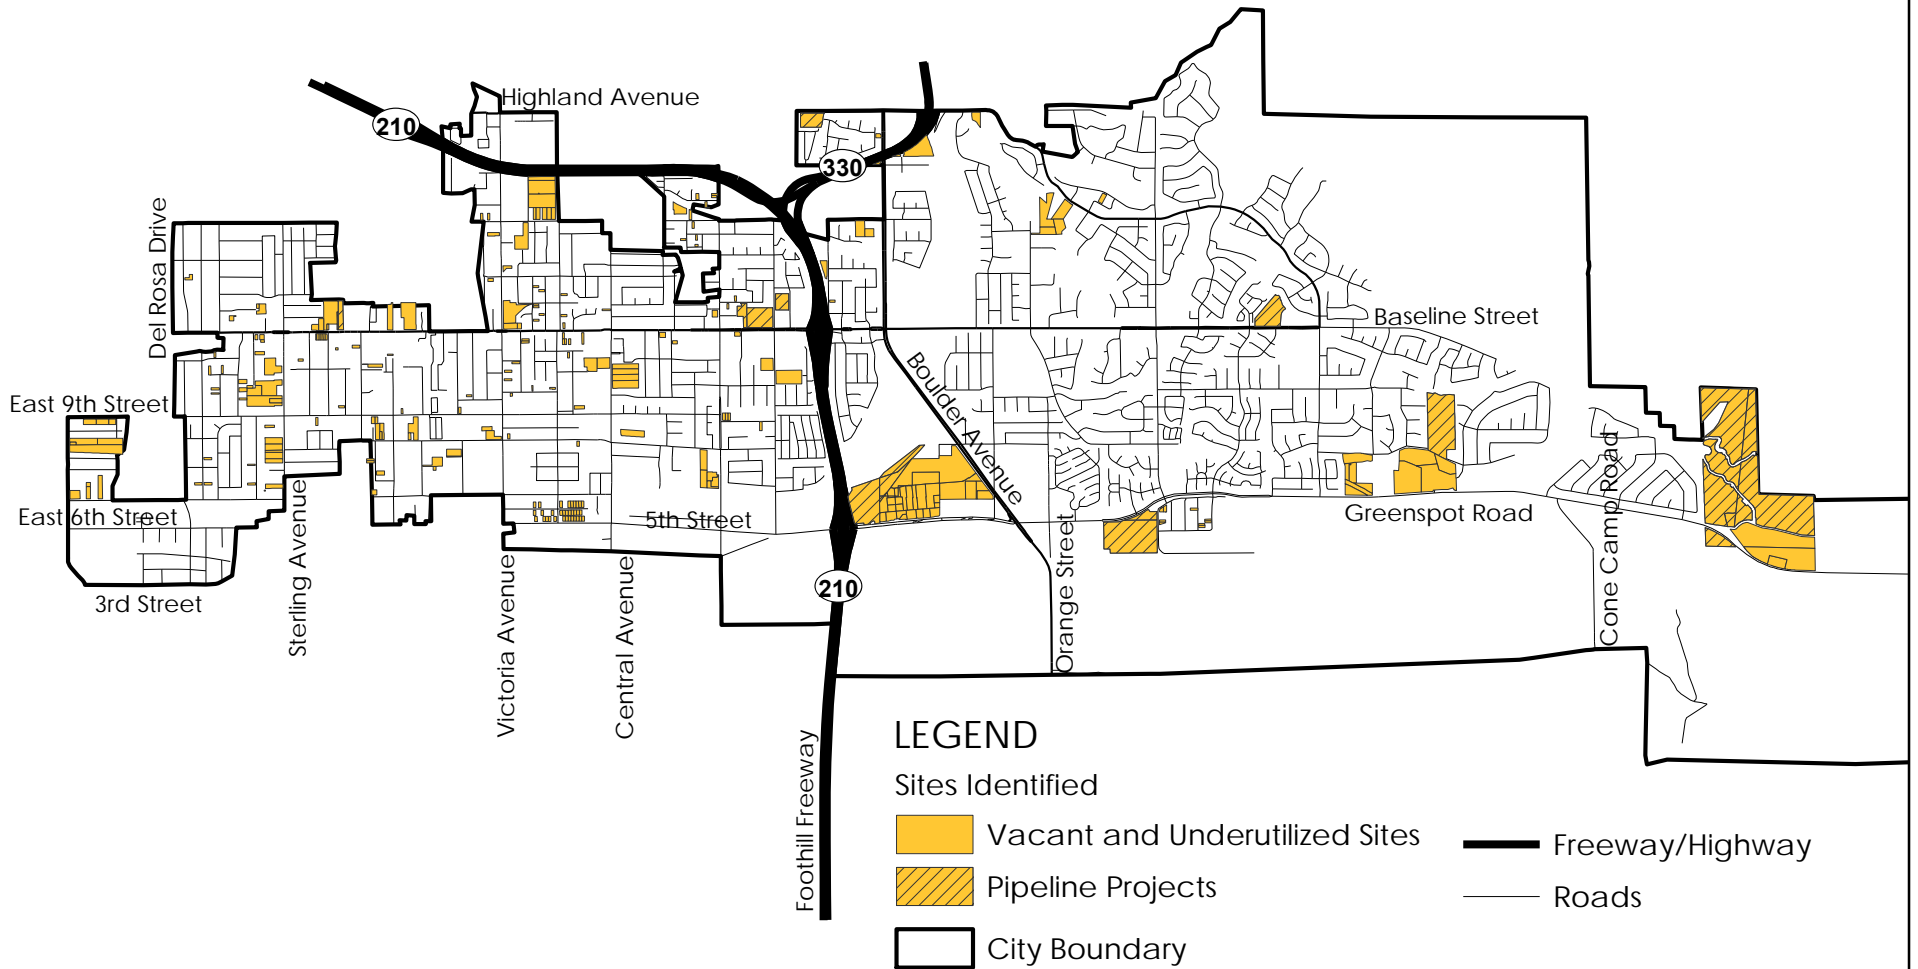 Highland Avenue
210
330
Del Rosa Drive
Baseline Street
Boulder Avenue
East 9th Street
East 6th Street
5th Street
Greenspot Road
Cone Camp Road
Sterling Avenue
Victoria Avenue
Central Avenue
Orange Street
210
3rd Street
Foothill Freeway
LEGEND
Sites Identified
Vacant and Underutilized Sites
Pipeline Projects
City Boundary
Freeway/Highway
Roads